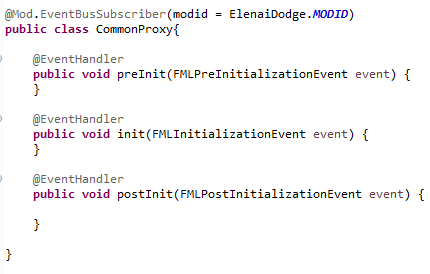 @Mod.EventBusSubscriber(modid = ElenaiDodge.MODID)
public class CommonProxy{
@EventHandler
public void preInit(FMLPreInitializationEvent event) {
}
@EventHandler
public void init(FMLInitializationEvent event) {
}
@EventHandler
public void postInit(FMLPostInitializationEvent event) {
}
}